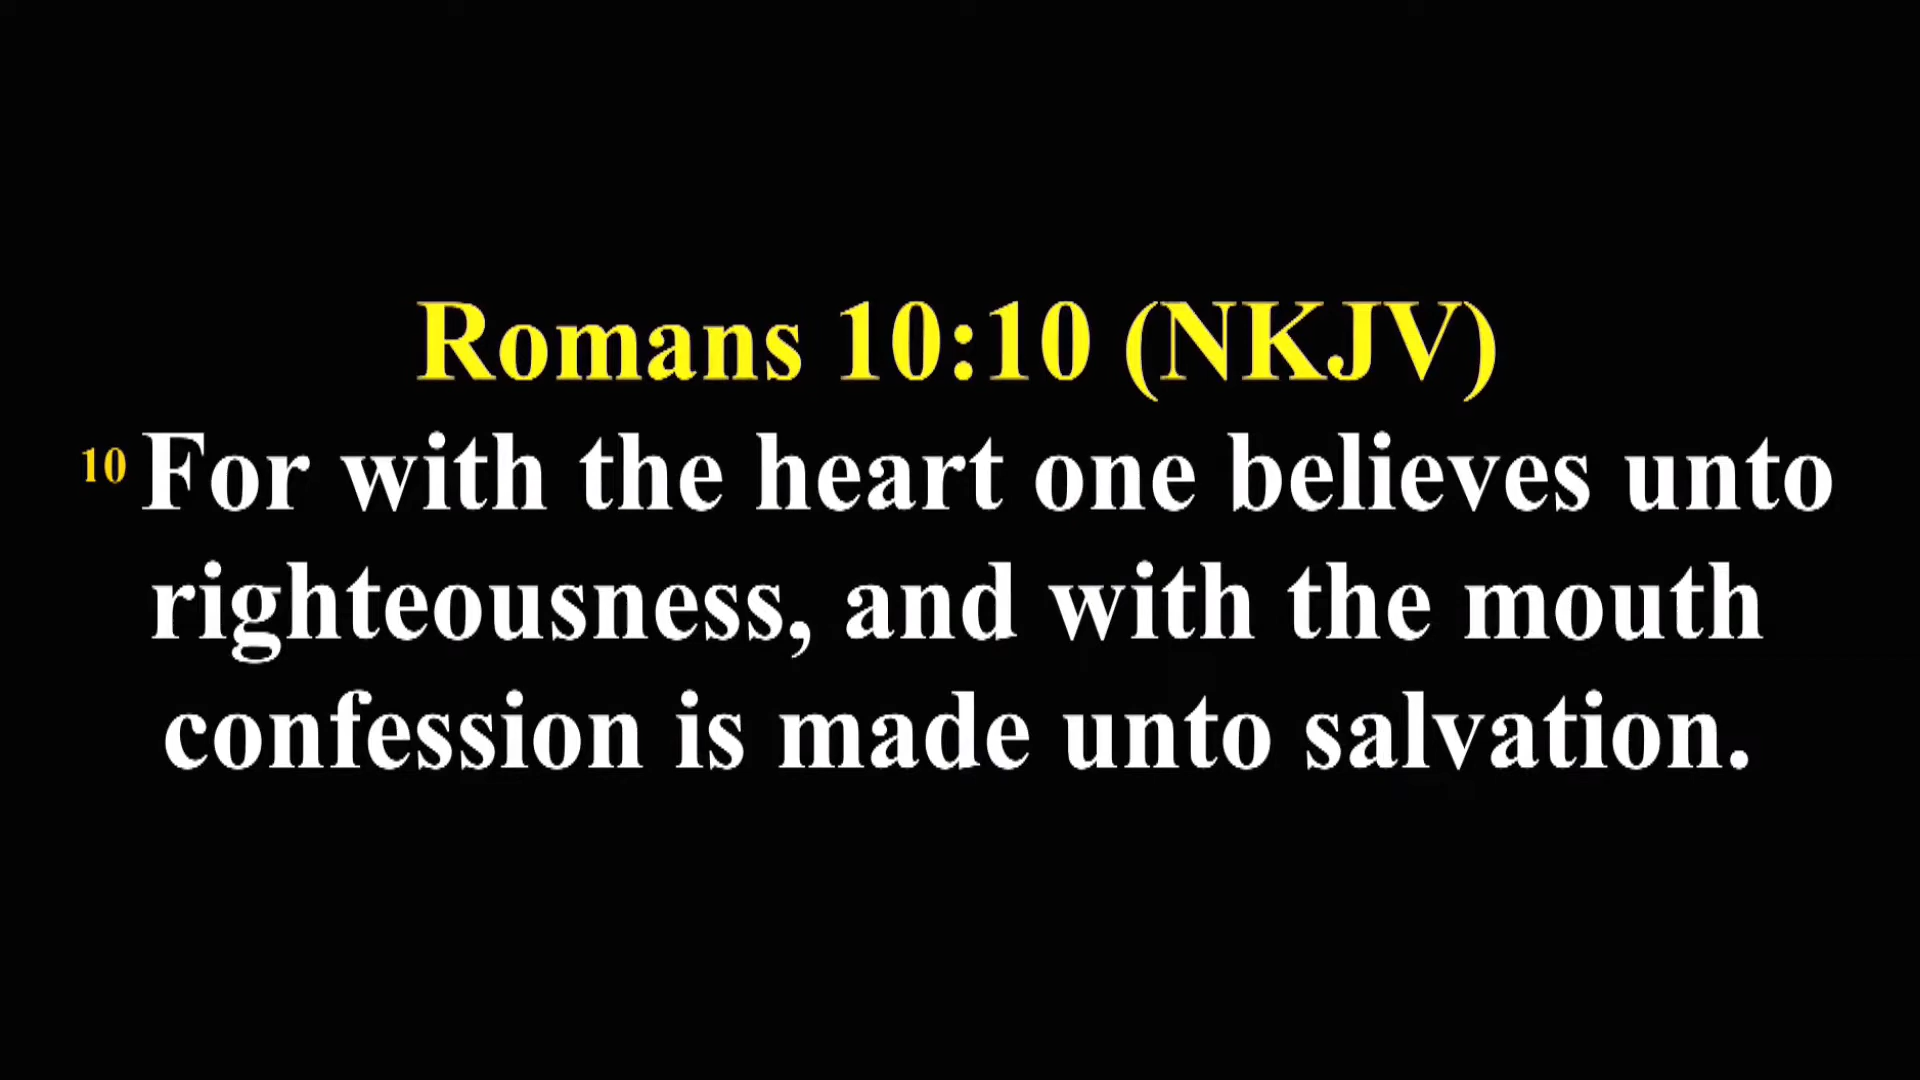 Romans 10:10 (NKJV)
10 For with the heart one believes unto
righteousness, and with the mouth
confession is made unto salvation.